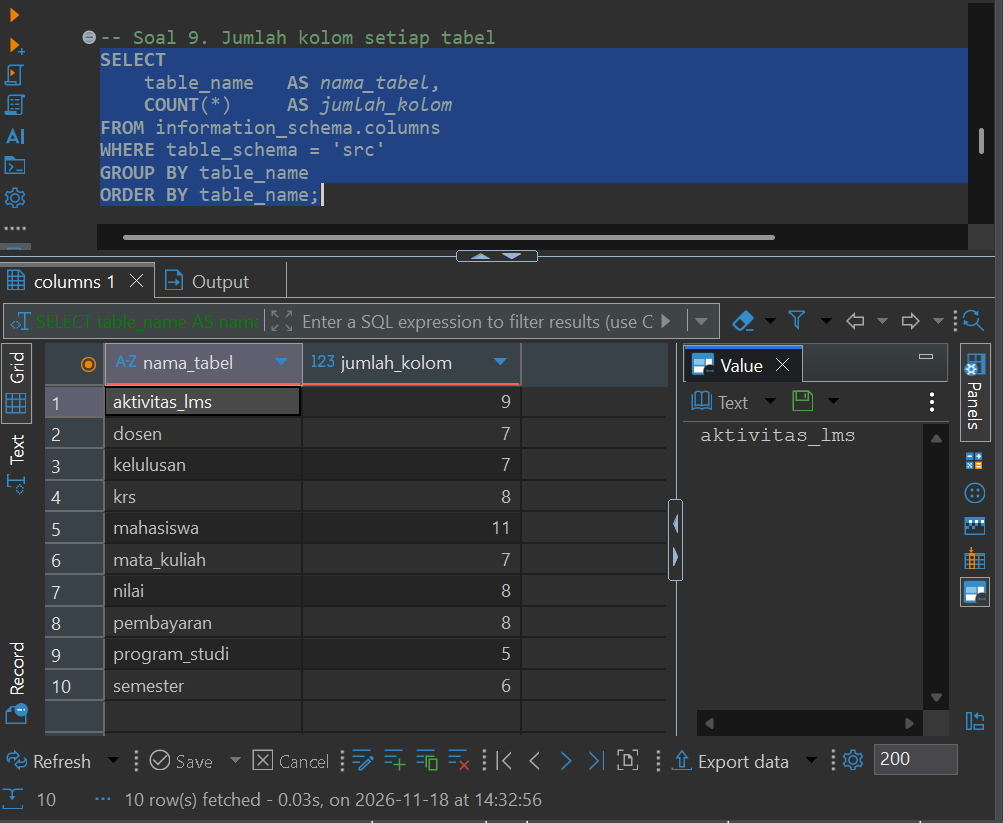 -- Soal 9. Jumlah kolom setiap tabel
SELECT
table_name AS nama_tabel,
COUNT(*) AS jumlah_kolom
FROM information_schema.columns
WHERE table_schema = 'src'
GROUP BY table_name
ORDER BY table_name;
AI
columns 1
Output
SELECT table_name AS nama
Enter a SQL expression to filter results (use C
Grid
Text
Record
A-Z nama_tabel
123 jumlah_kolom
1 aktivitas_lms 9
2 dosen 7
3 kelulusan 7
4 krs 8
5 mahasiswa 11
6 mata_kuliah 7
7 nilai 8
8 pembayaran 8
9 program_studi 5
10 semester 6
Value
Text
aktivitas_lms
Panels
Refresh Save Cancel Export data 200
10 ··· 10 row(s) fetched - 0.03s, on 2026-11-18 at 14:32:56